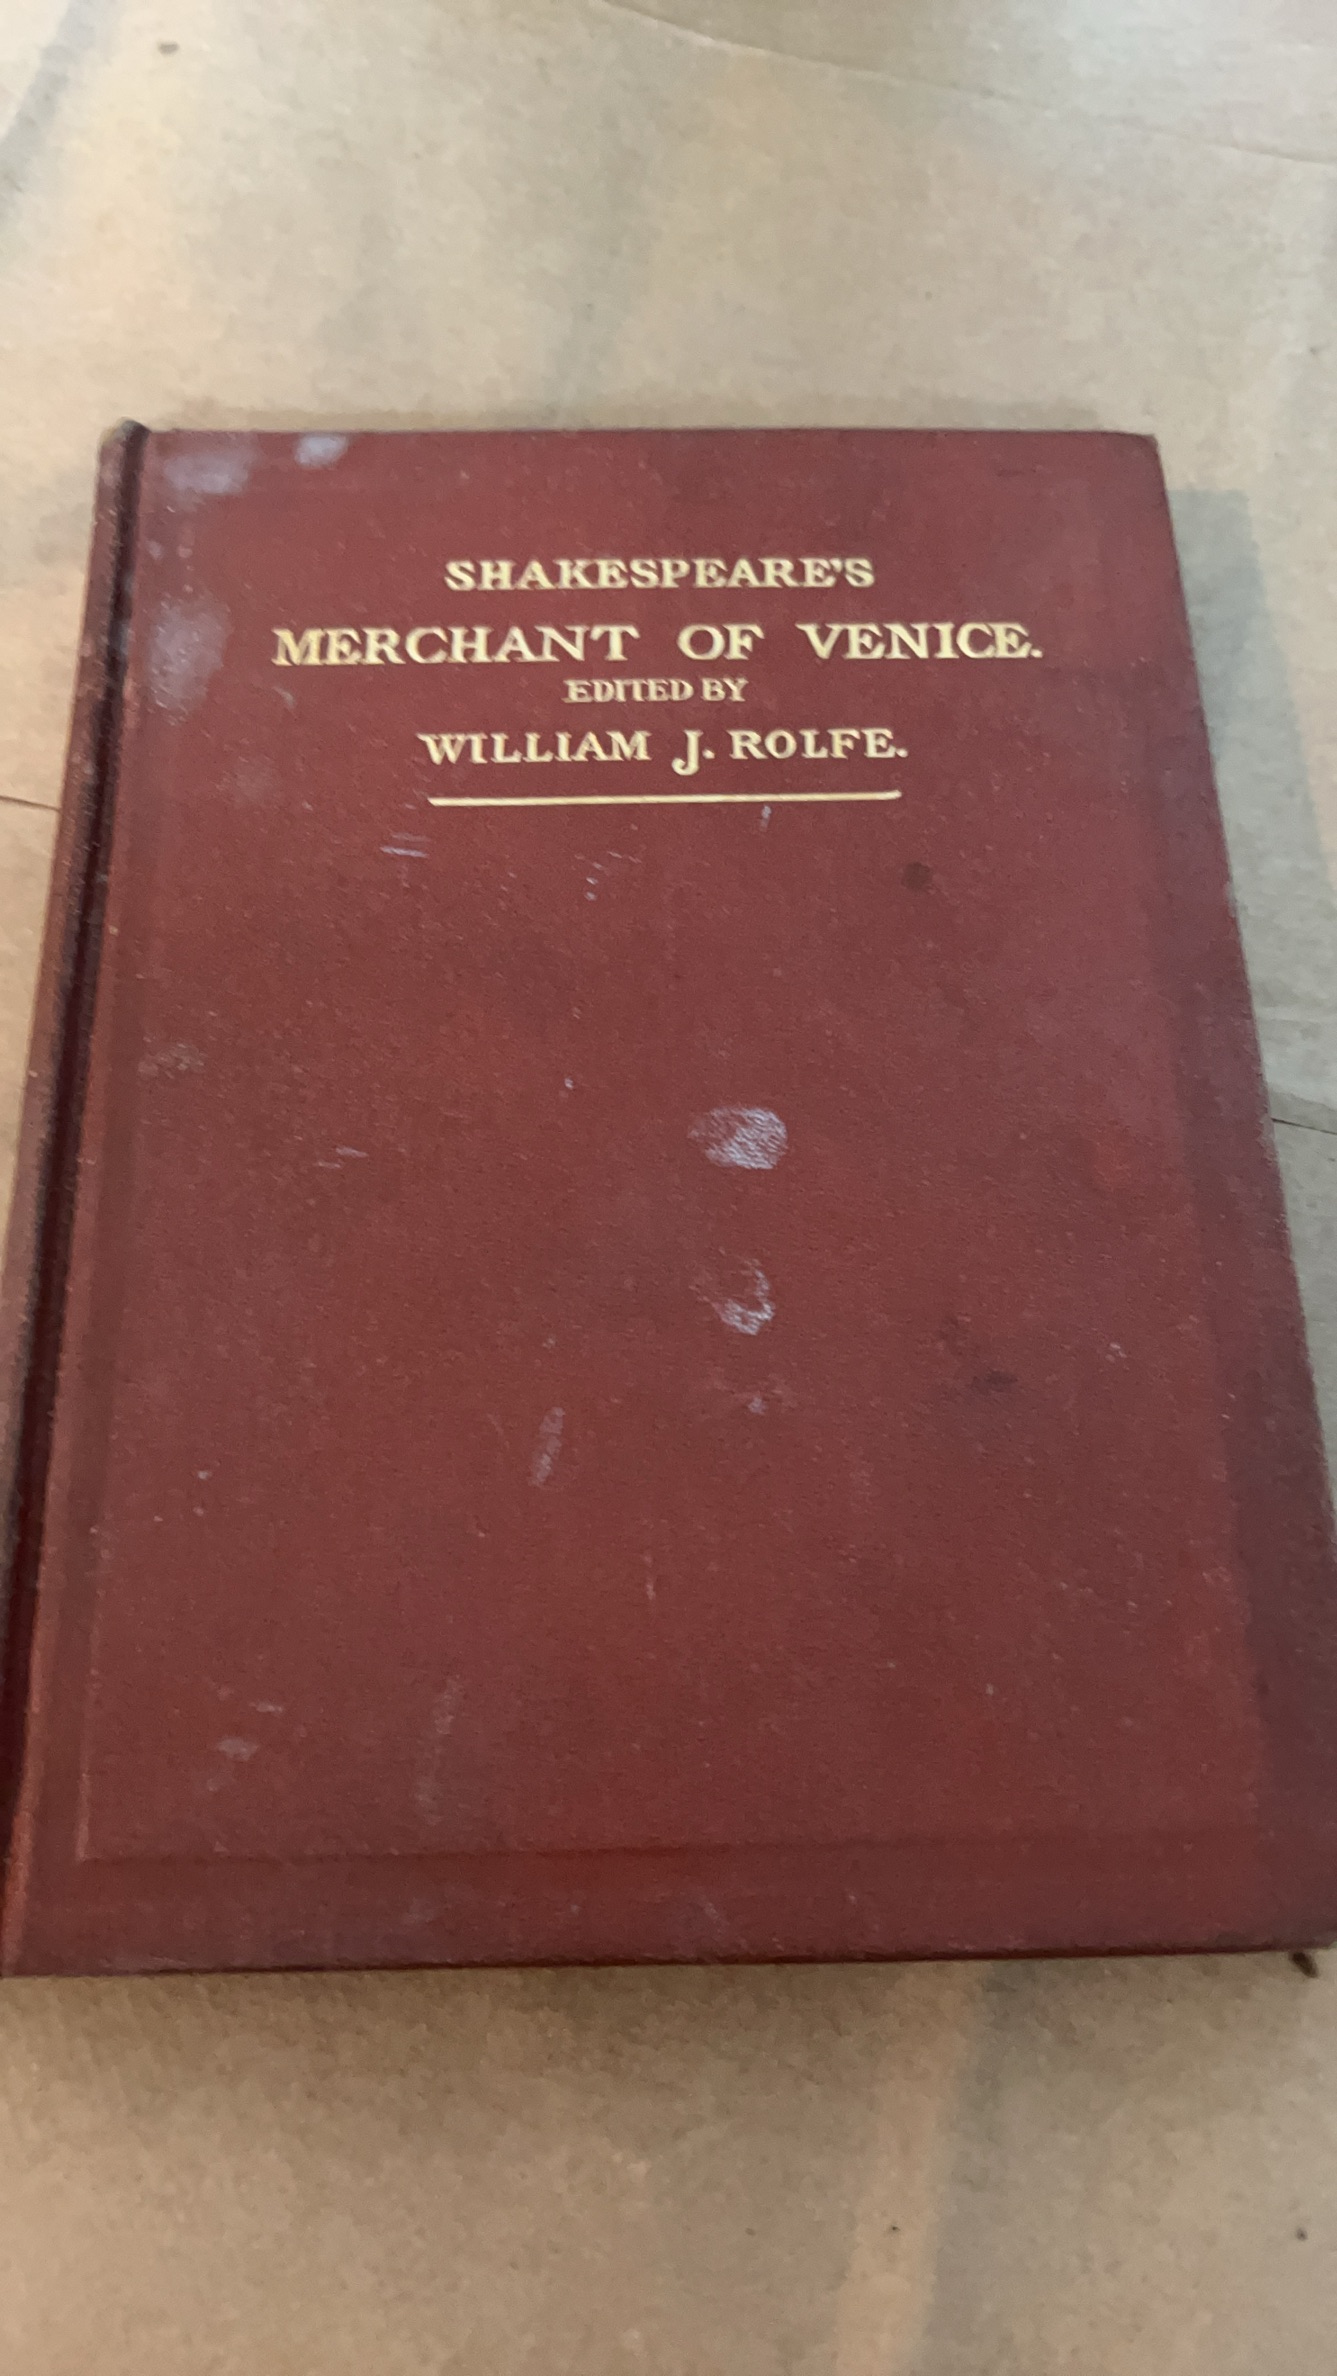 SHAKESPEARE'S
MERCHANT OF VENICE.
EDITED BY
WILLIAM J. ROLFE.